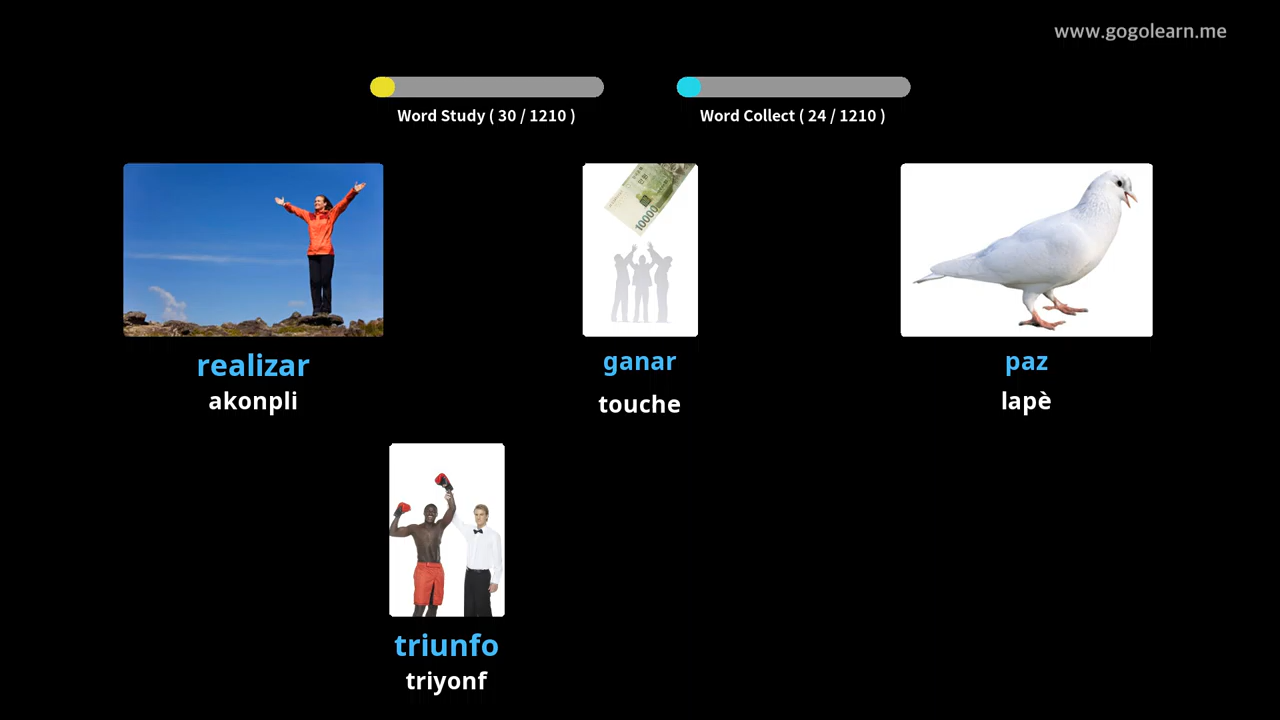 www.gogolearn.me
Word Study ( 30 / 1210 )
Word Collect ( 24 / 1210 )
10000
realizar
akonpli
ganar
touche
paz
lapè
triunfo
triyonf